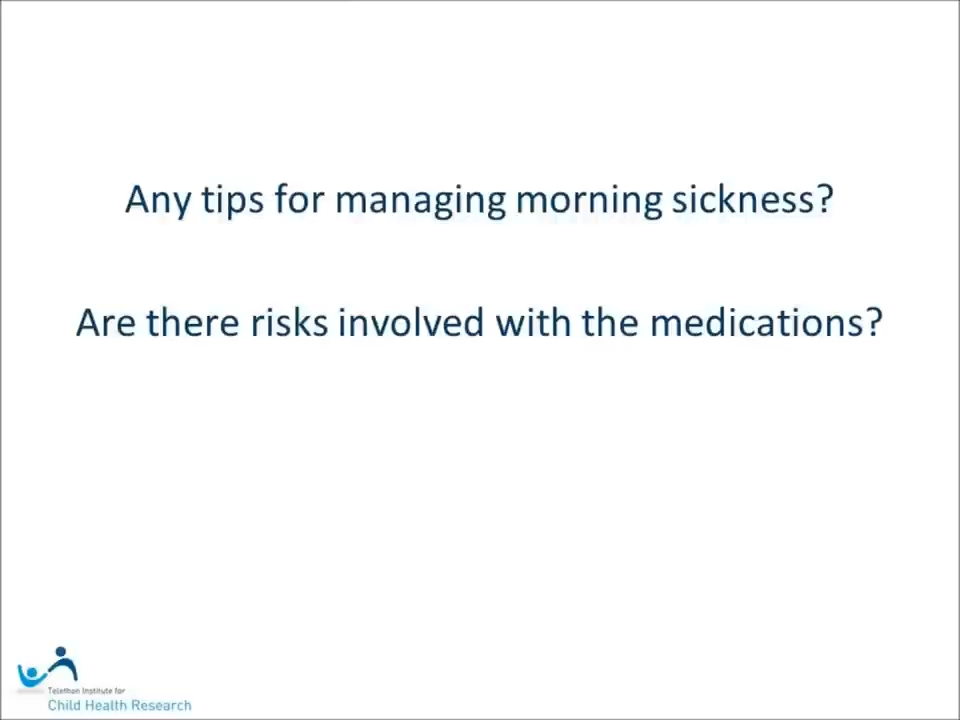 Any tips for managing morning sickness?
Are there risks involved with the medications?
Telethon Institute for
Child Health Research